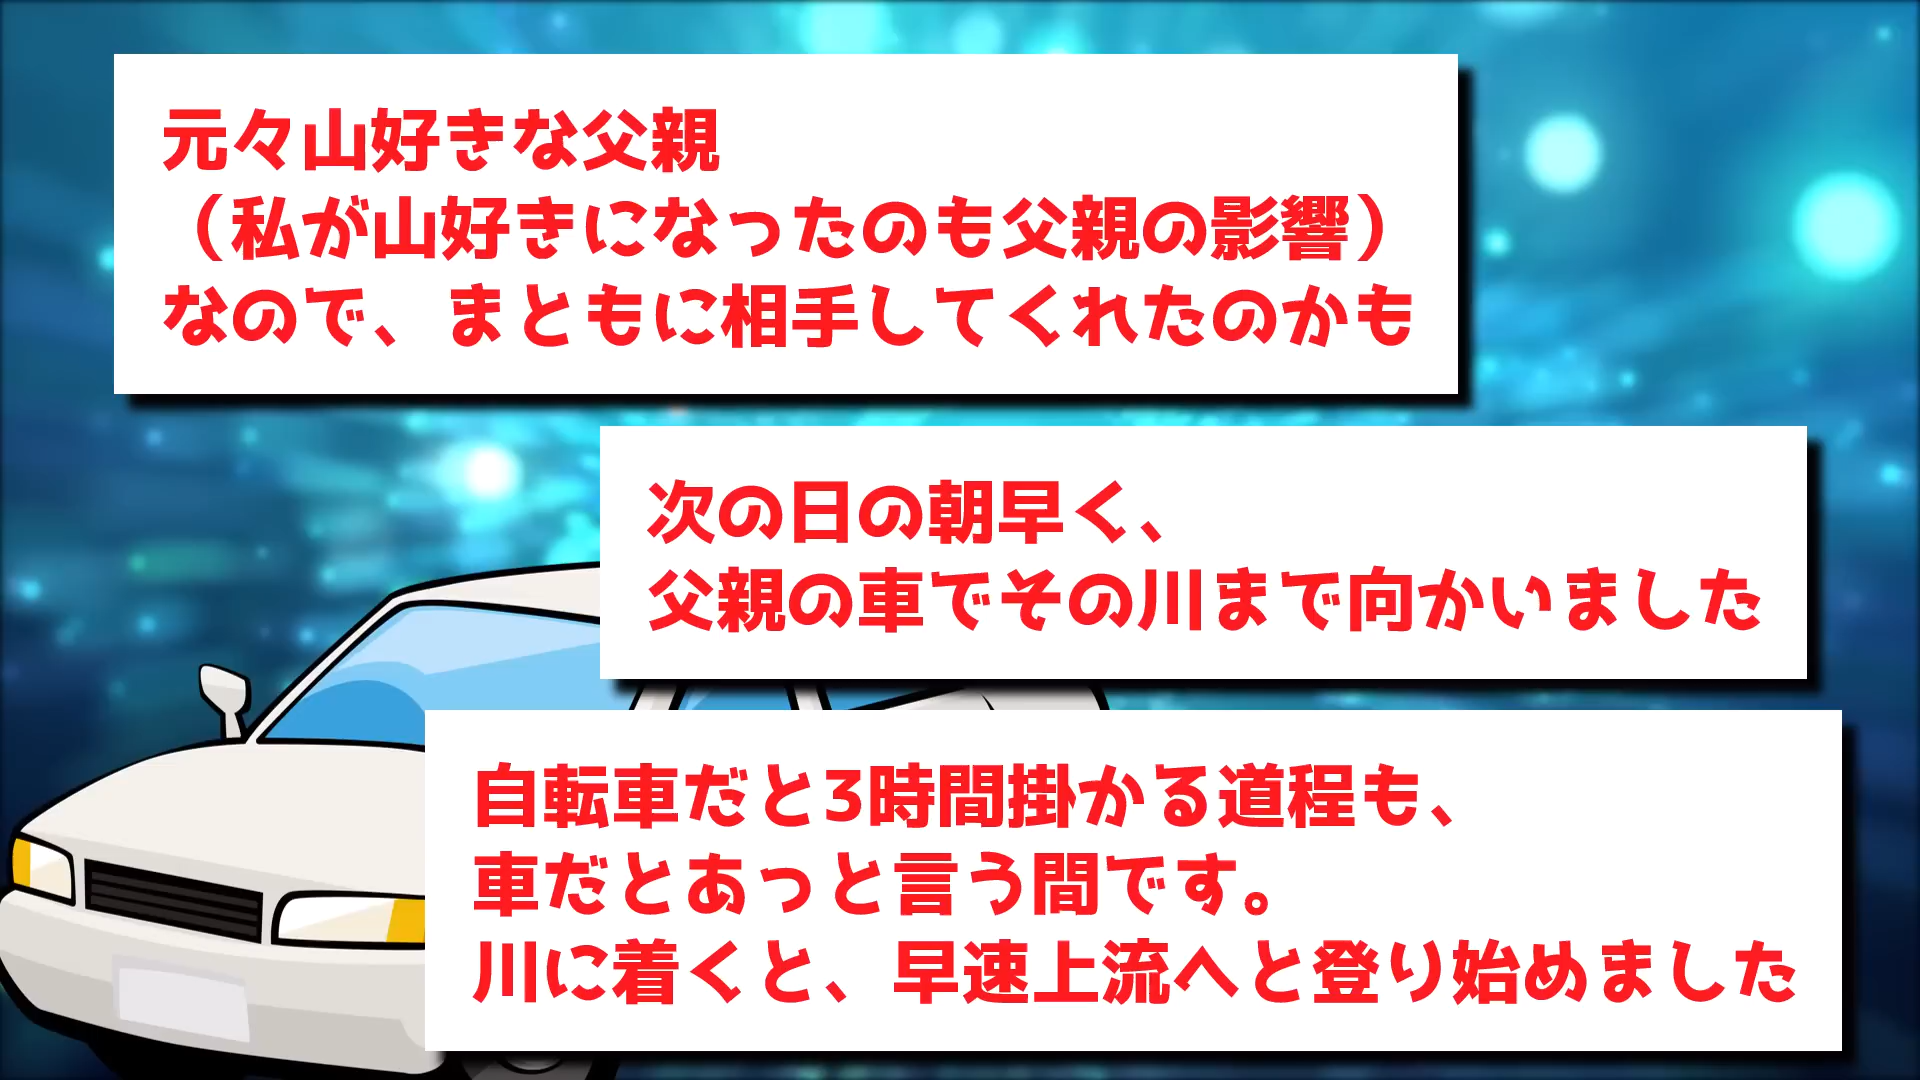 元々山好きな父親
（私が山好きになったのも父親の影響）
なので、まともに相手してくれたのかも
次の日の朝早く、
父親の車でその川まで向かいました
自転車だと3時間掛かる道程も、
車だとあっと言う間です。
川に着くと、早速上流へと登り始めました